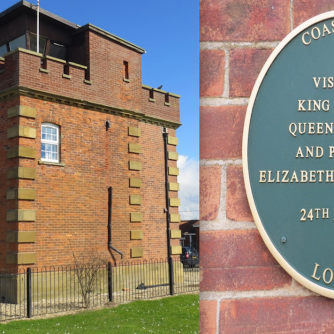 COAS
VIS
KING
QUEEN
AND P
ELIZABETH
24TH
LO